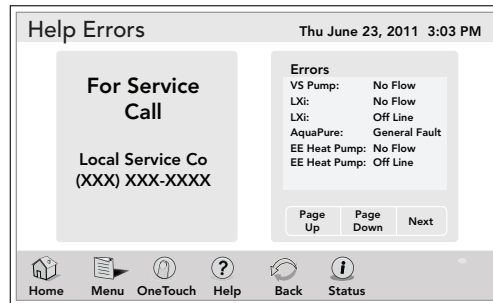 Help Errors
Thu June 23, 2011 3:03 PM
For Service
Call
Local Service Co
(XXX) XXX-XXXX
Errors
VS Pump: No Flow
LXi: No Flow
LXi: Off Line
AquaPure: General Fault
EE Heat Pump: No Flow
EE Heat Pump: Off Line
Page Up
Page Down
Next
Home Menu OneTouch Help Back Status